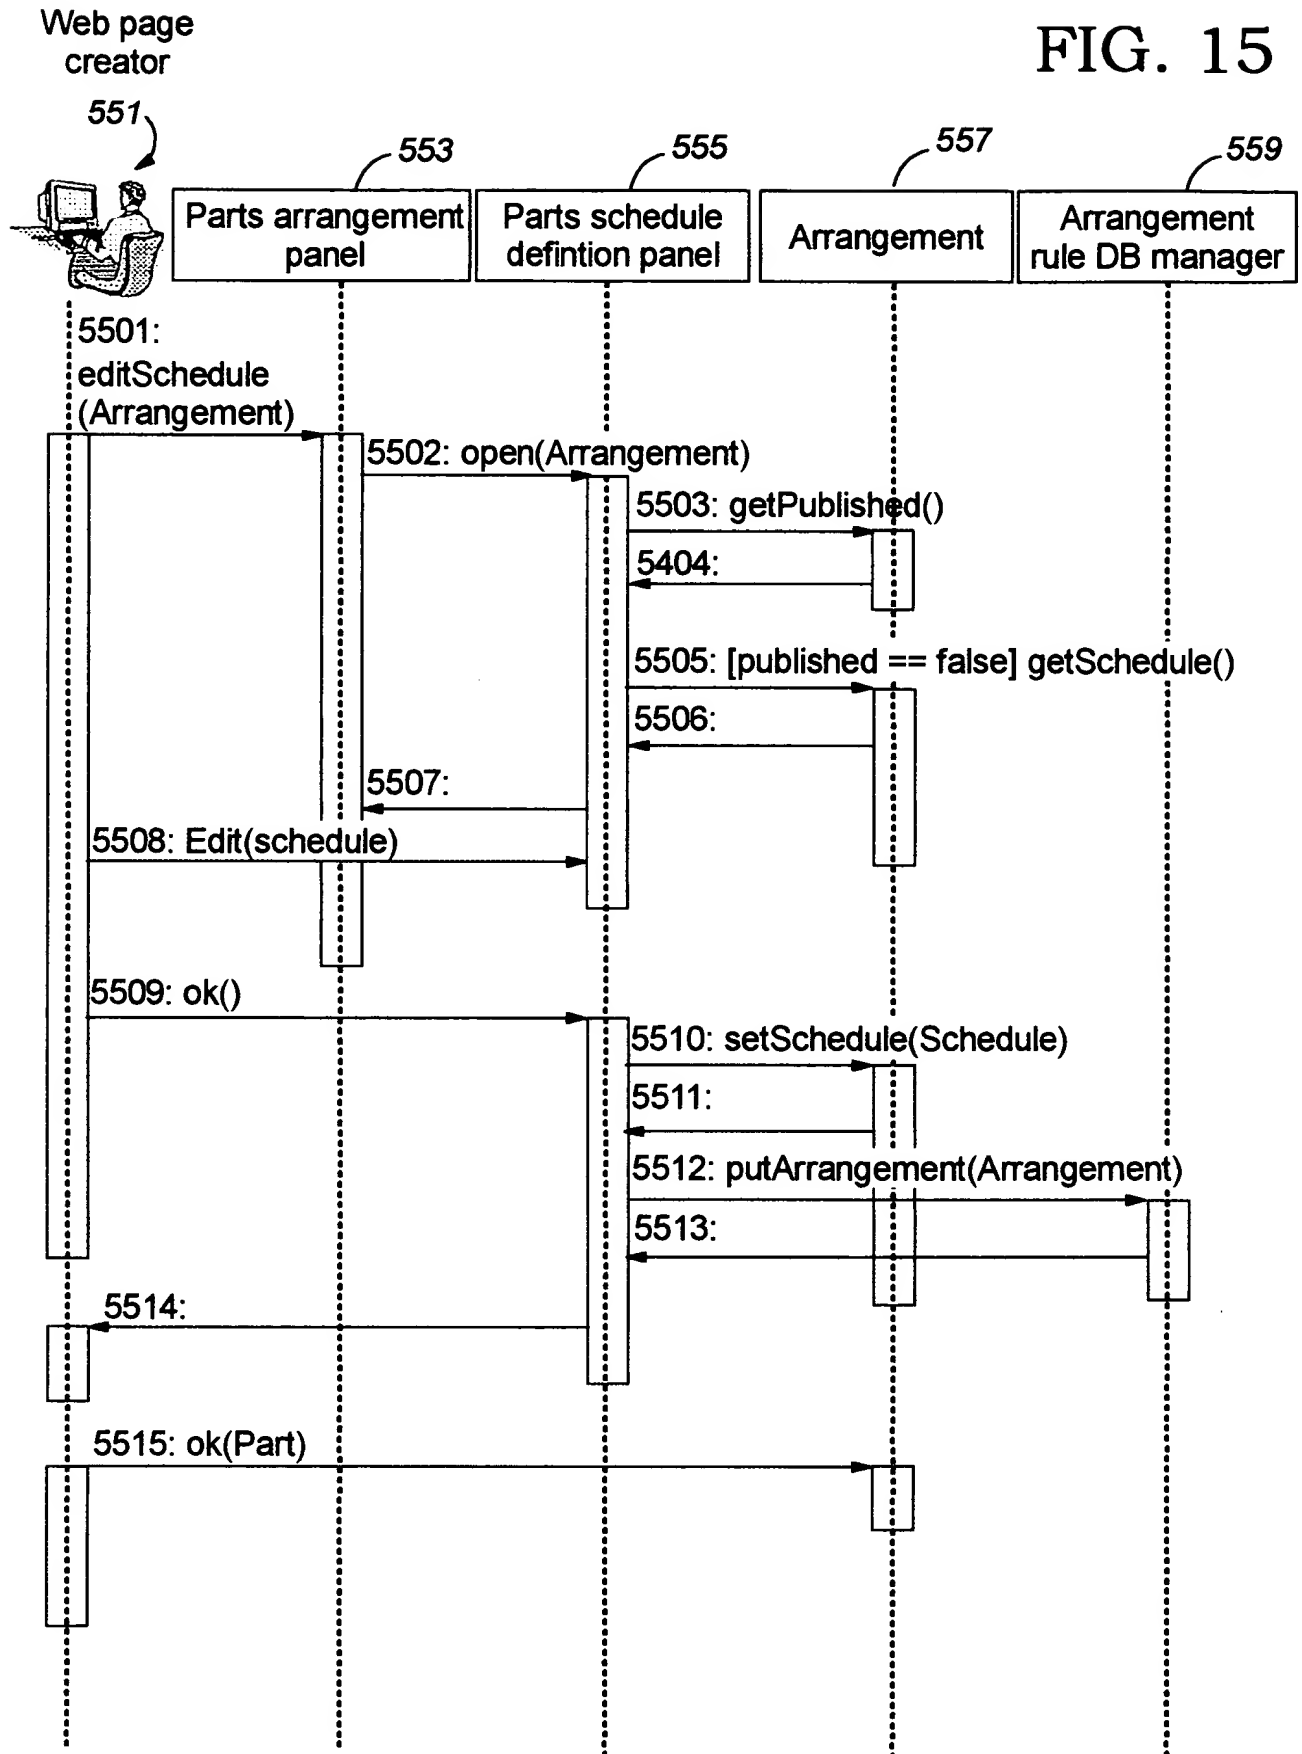 Web page
creator
FIG. 15
551
553
555
557
559
Parts arrangement
panel
Parts schedule
defintion panel
Arrangement
Arrangement
rule DB manager
5501:
editSchedule
(Arrangement)
5502: open(Arrangement)
5503: getPublished()
5404:
5505: [published == false] getSchedule()
5506:
5507:
5508: Edit(schedule)
5509: ok()
5510: setSchedule(Schedule)
5511:
5512: putArrangement(Arrangement)
5513:
5514:
5515: ok(Part)